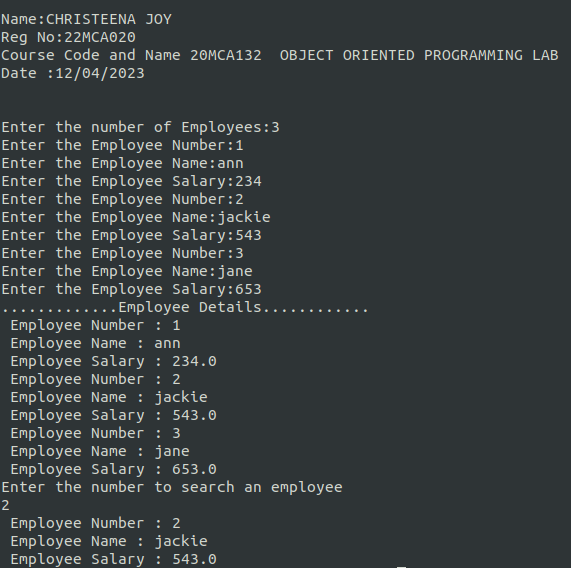 Name:CHRISTEENA JOY
Reg No:22MCA020
Course Code and Name 20MCA132  OBJECT ORIENTED PROGRAMMING LAB
Date :12/04/2023
Enter the number of Employees:3
Enter the Employee Number:1
Enter the Employee Name:ann
Enter the Employee Salary:234
Enter the Employee Number:2
Enter the Employee Name:jackie
Enter the Employee Salary:543
Enter the Employee Number:3
Enter the Employee Name:jane
Enter the Employee Salary:653
.............Employee Details............
 Employee Number : 1
 Employee Name : ann
 Employee Salary : 234.0
 Employee Number : 2
 Employee Name : jackie
 Employee Salary : 543.0
 Employee Number : 3
 Employee Name : jane
 Employee Salary : 653.0
Enter the number to search an employee
2
 Employee Number : 2
 Employee Name : jackie
 Employee Salary : 543.0